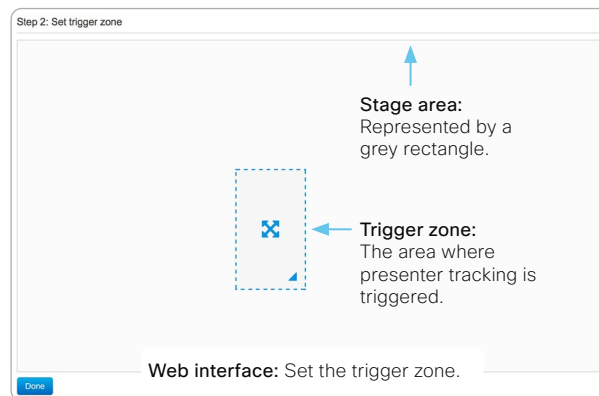 Step 2: Set trigger zone
Stage area:
Represented by a
grey rectangle.
Trigger zone:
The area where
presenter tracking is
triggered.
Web interface: Set the trigger zone.
Done